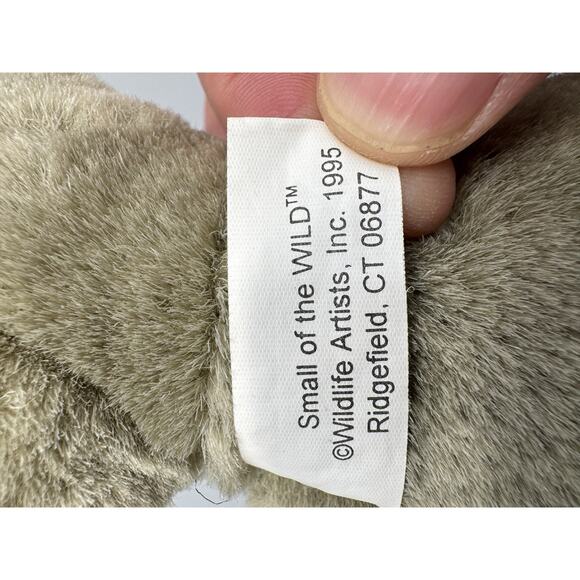 Small of the WILD™
©Wildlife Artists, Inc. 1995
Ridgefield, CT 06877